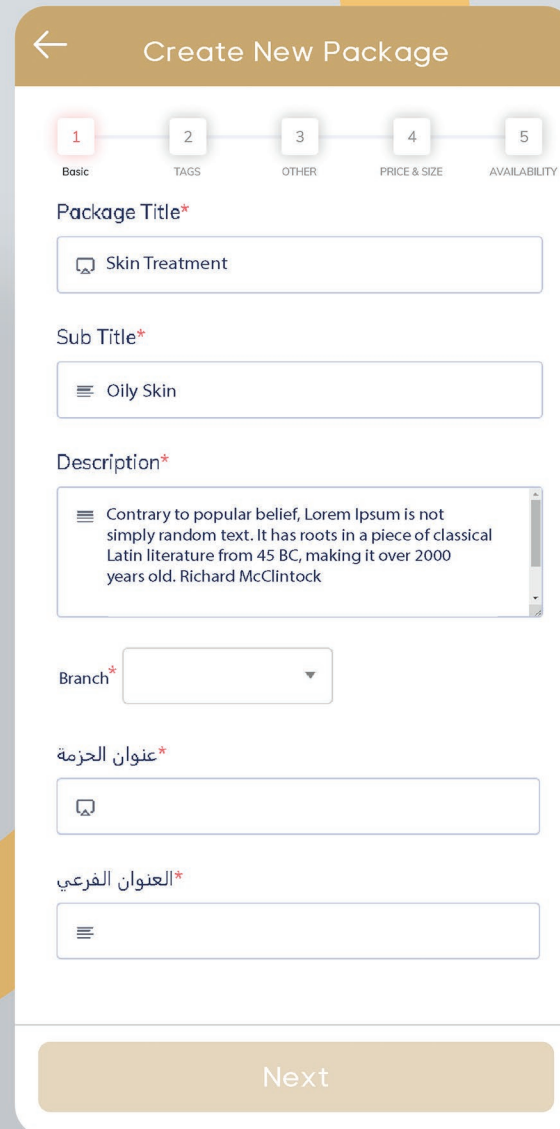 Create New Package
1 2 3 4 5
Basic TAGS OTHER PRICE & SIZE AVAILABILITY
Package Title*
Skin Treatment
Sub Title*
Oily Skin
Description*
Contrary to popular belief, Lorem Ipsum is not
simply random text. It has roots in a piece of classical
Latin literature from 45 BC, making it over 2000
years old. Richard McClintock
Branch*
عنوان الحزمة*
العنوان الفرعي*
Next